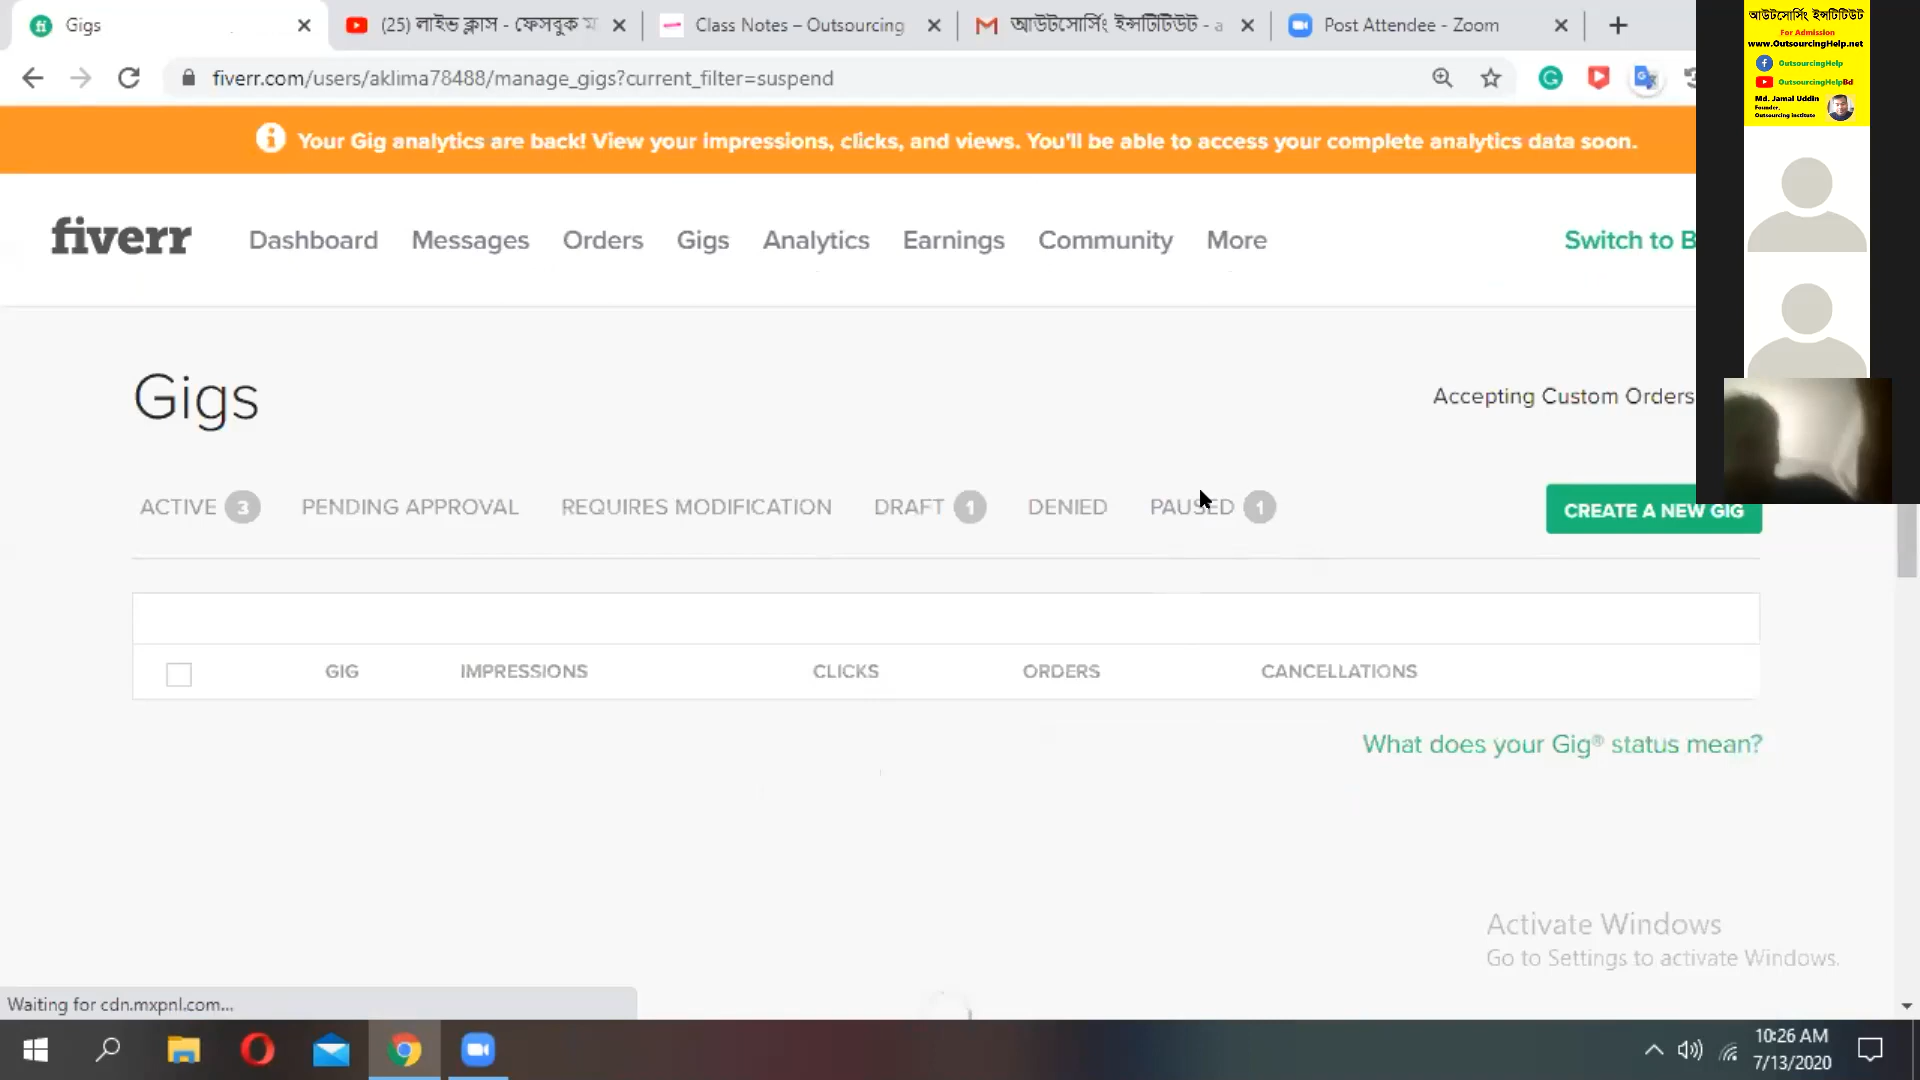 Gigs
(25) লাইভ ক্লাস - ফেসবুক ম
Class Notes – Outsourcing
আউটসোর্সিং ইন্সটিটিউট - a
Post Attendee - Zoom
fiverr.com/users/aklima78488/manage_gigs?current_filter=suspend
আউটসোর্সিং ইন্সটিটিউট
For Admission
www.OutsourcingHelp.net
OutsourcingHelp
OutsourcingHelpBd
Md. Jamal Uddin
Founder,
Outsourcing Institute
Your Gig analytics are back! View your impressions, clicks, and views. You'll be able to access your complete analytics data soon.
fiverr
Dashboard
Messages
Orders
Gigs
Analytics
Earnings
Community
More
Switch to B
Gigs
Accepting Custom Orders
ACTIVE 3
PENDING APPROVAL
REQUIRES MODIFICATION
DRAFT 1
DENIED
PAUSED 1
CREATE A NEW GIG
GIG
IMPRESSIONS
CLICKS
ORDERS
CANCELLATIONS
What does your Gig® status mean?
Activate Windows
Go to Settings to activate Windows.
Waiting for cdn.mxpnl.com...
10:26 AM
7/13/2020